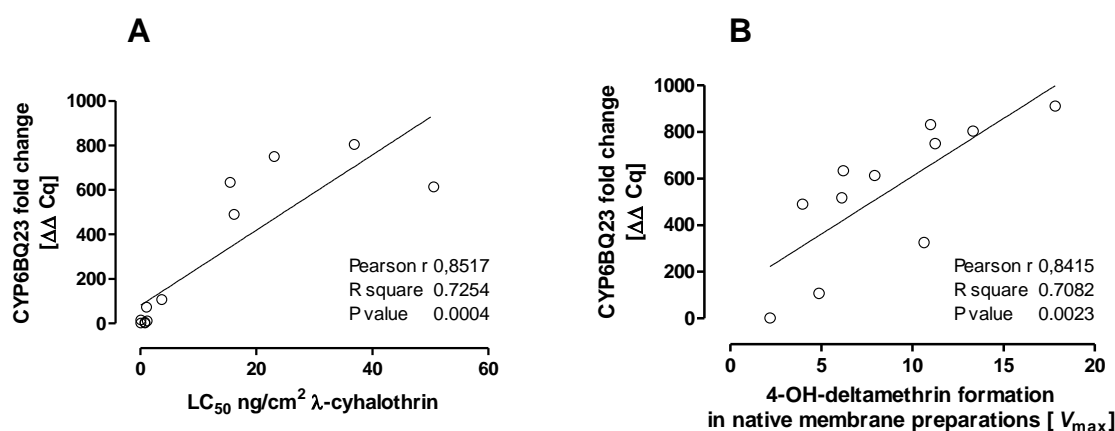 A
CYP6BQ23 fold change
[ΔΔ Cq]
1000
800
600
400
200
0
Pearson r 0,8517
R square 0.7254
P value 0.0004
0 20 40 60
LC50 ng/cm2 λ-cyhalothrin
B
CYP6BQ23 fold change
[ΔΔ Cq]
1000
800
600
400
200
0
Pearson r 0,8415
R square 0.7082
P value 0.0023
0 5 10 15 20
4-OH-deltamethrin formation
in native membrane preparations [ Vmax]